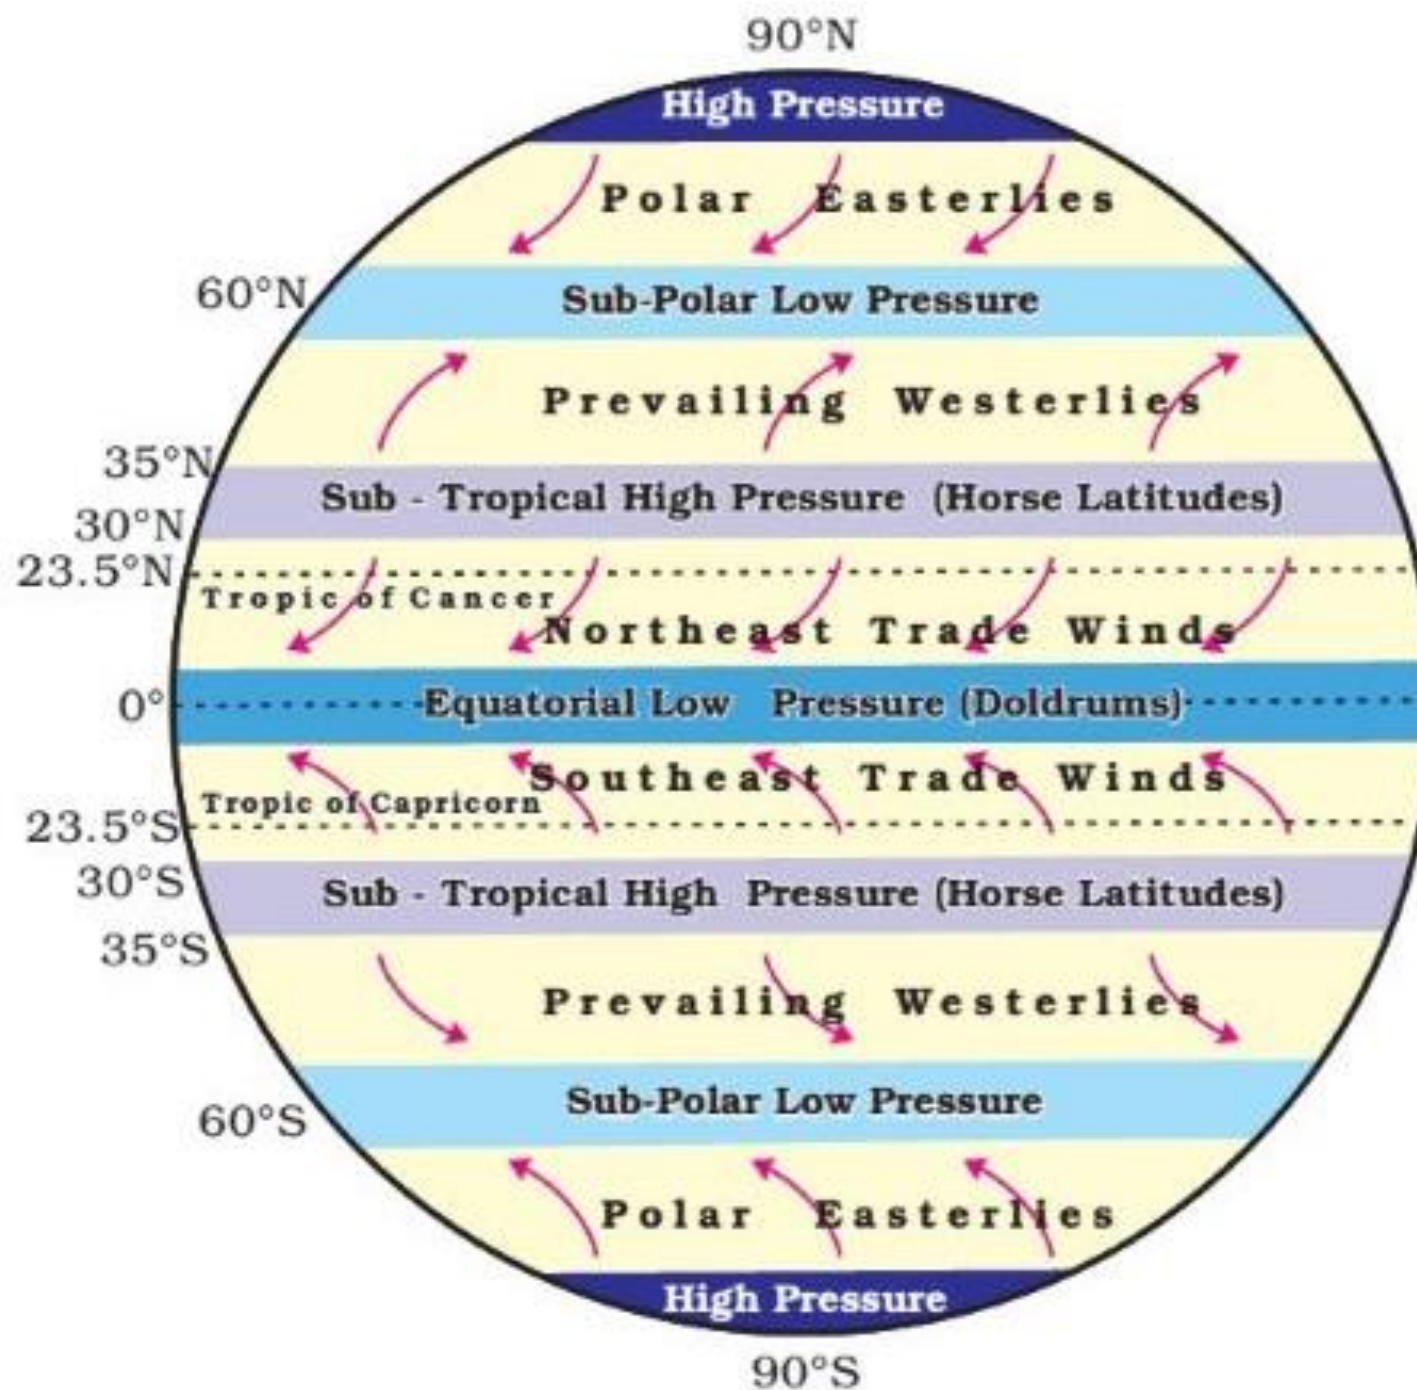 90°N
High Pressure
Polar Easterlies
60°N
Sub-Polar Low Pressure
Prevailing Westerlies
35°N
Sub - Tropical High Pressure (Horse Latitudes)
30°N
23.5°N
Tropic of Cancer
Northeast Trade Winds
0°
Equatorial Low Pressure (Doldrums)
Southeast Trade Winds
Tropic of Capricorn
23.5°S
30°S
Sub - Tropical High Pressure (Horse Latitudes)
35°S
Prevailing Westerlies
60°S
Sub-Polar Low Pressure
Polar Easterlies
High Pressure
90°S